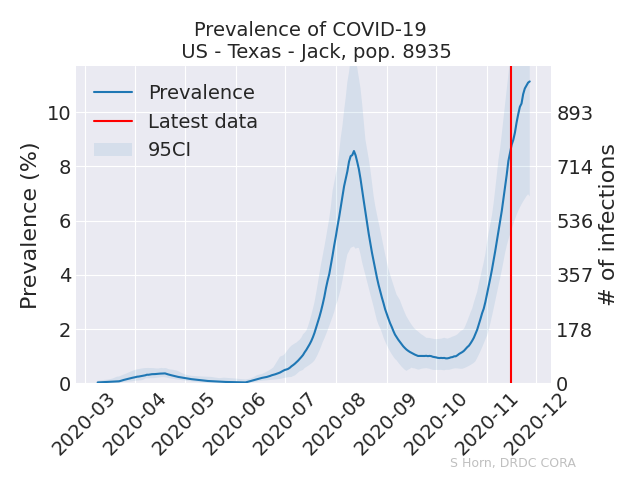 Prevalence of COVID-19
US - Texas - Jack, pop. 8935
Prevalence
Latest data
95CI
Prevalence (%)
10
8
6
4
2
0
# of infections
893
714
536
357
178
0
2020-03
2020-04
2020-05
2020-06
2020-07
2020-08
2020-09
2020-10
2020-11
2020-12
S Horn, DRDC CORA